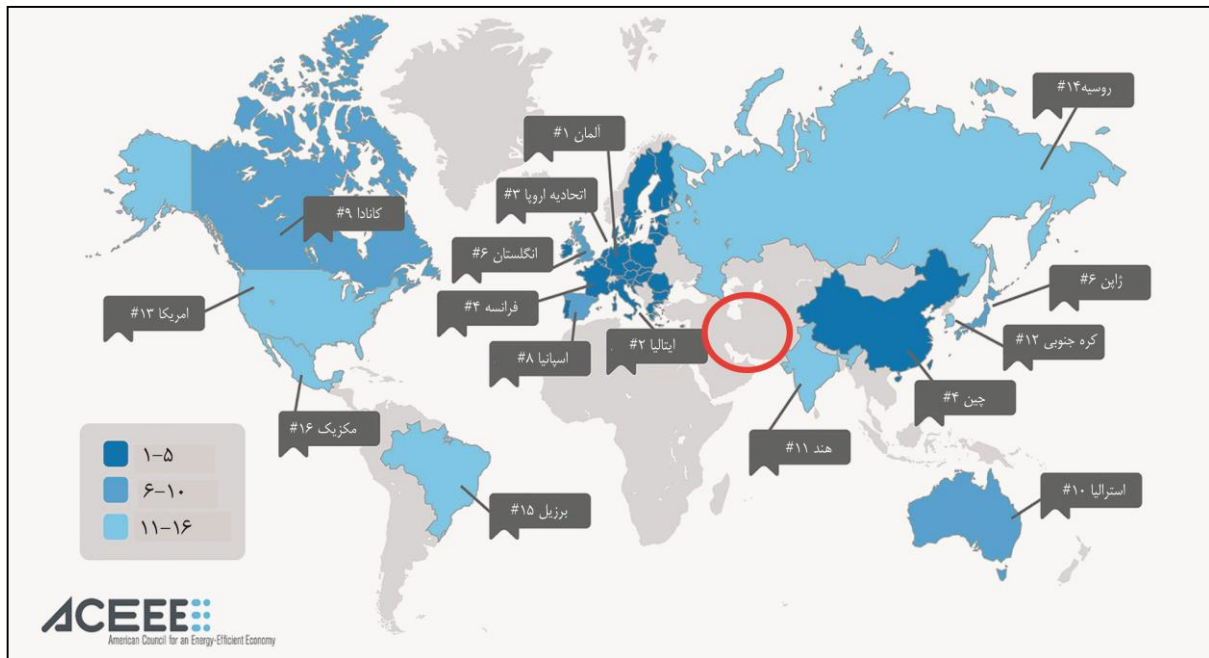 روسیه ۱۴#
آلمان ۱#
اتحادیه اروپا ۳#
کانادا ۹#
انگلستان ۶#
ژاپن ۶#
امریکا ۱۳#
فرانسه ۴#
ایتالیا ۲#
کره جنوبی ۱۲#
اسپانیا ۸#
چین ۴#
مکزیک ۱۶#
هند ۱۱#
۱–۵
۶–۱۰
۱۱–۱۶
برزیل ۱۵#
استرالیا ۱۰#
ACEEE
American Council for an Energy-Efficient Economy